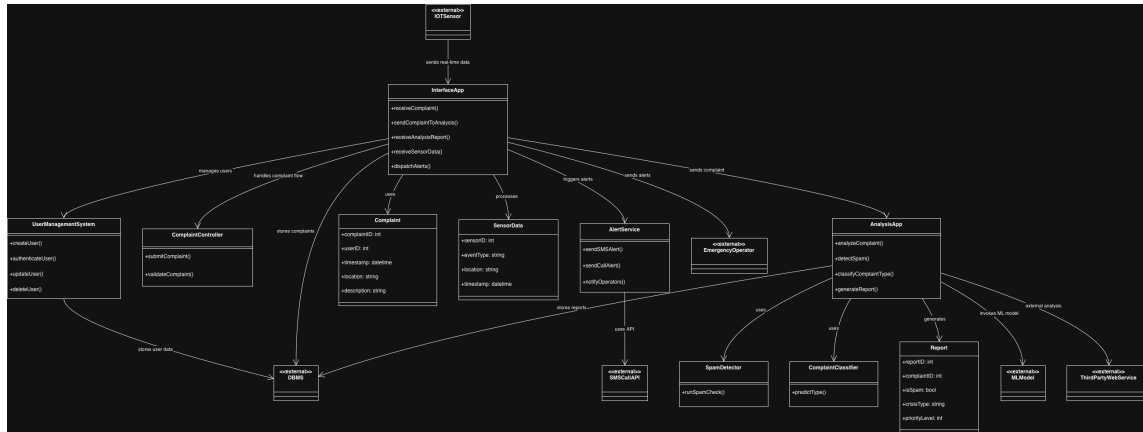 <<external>>
IOTSensor
sends real-time data
InterfaceApp
+receiveComplaint()
+sendComplaintToAnalysis()
+receiveAnalysisReport()
+receiveSensorData()
+dispatchAlerts()
manages users
handles complaint flow
stores complaints
uses
processes
triggers alerts
sends alerts
sends complaint
UserManagementSystem
+createUser()
+authenticateUser()
+updateUser()
+deleteUser()
ComplaintController
+submitComplaint()
+validateComplaint()
Complaint
+complaintID: int
+userID: int
+timestamp: datetime
+location: string
+description: string
SensorData
+sensorID: int
+eventType: string
+location: string
+timestamp: datetime
AlertService
+sendSMSAlert()
+sendCallAlert()
+notifyOperators()
<<external>>
EmergencyOperator
AnalysisApp
+analyzeComplaint()
+detectSpam()
+classifyComplaintType()
+generateReport()
stores user data
stores reports
uses API
uses
uses
generates
invokes ML model
external analysis
<<external>>
DBMS
<<external>>
SMSCallAPI
SpamDetector
+runSpamCheck()
ComplaintClassifier
+predictType()
Report
+reportID: int
+complaintID: int
+isSpam: bool
+crisisType: string
+priorityLevel: int
<<external>>
MLModel
<<external>>
ThirdPartyWebService